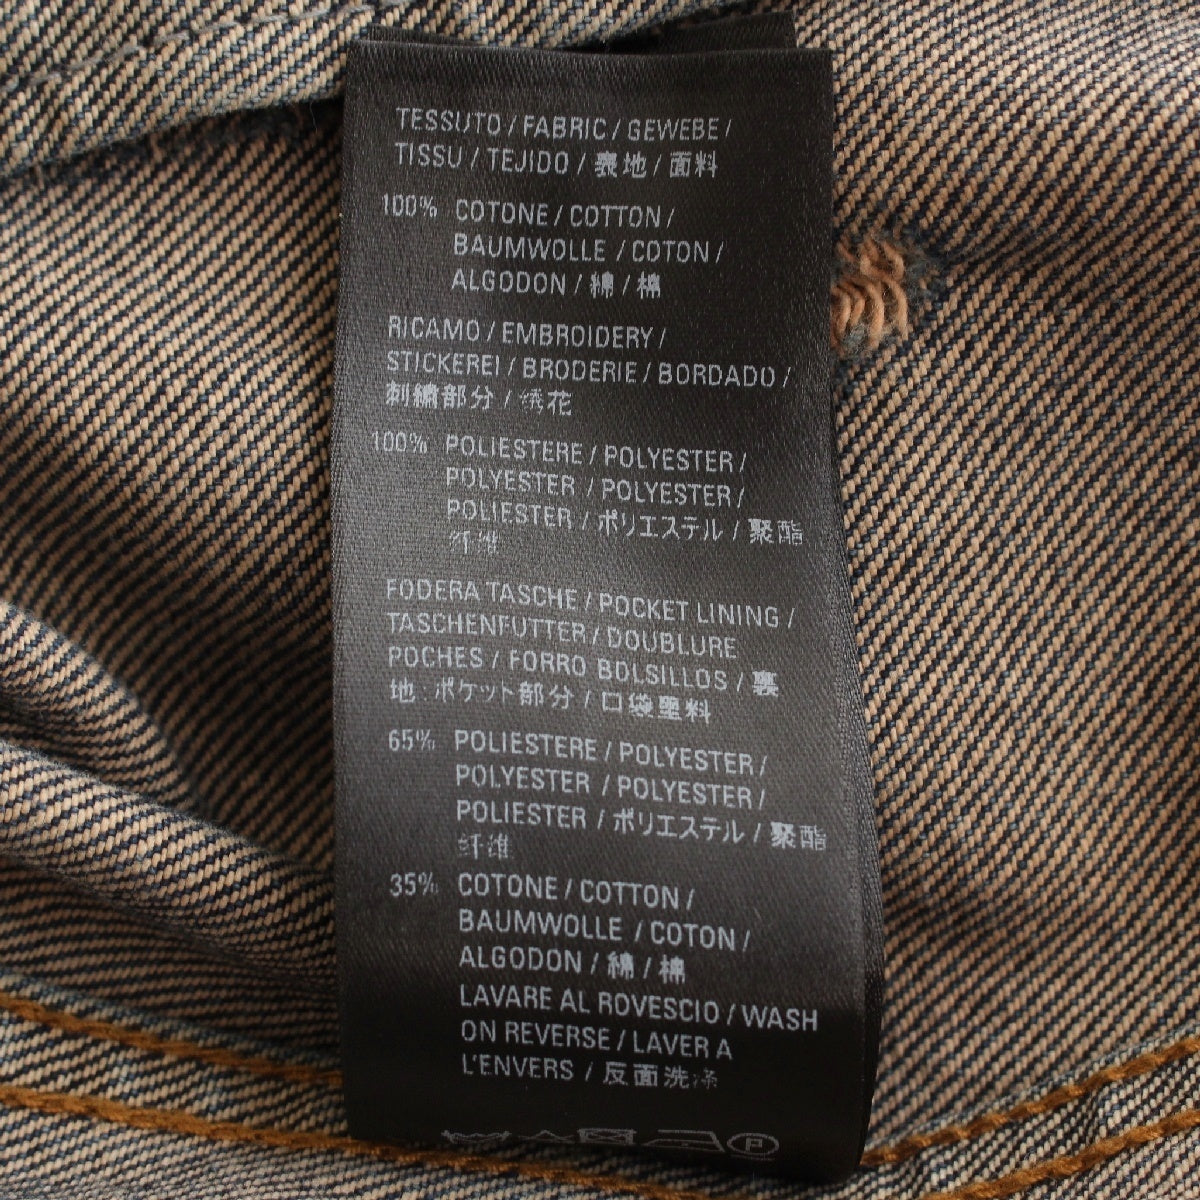 TESSUTO / FABRIC / GEWEBE /
TISSU / TEJIDO / 表地 / 面料
100% COTONE / COTTON /
BAUMWOLLE / COTON /
ALGODON / 綿 / 棉
RICAMO / EMBROIDERY /
STICKEREI / BRODERIE / BORDADO /
刺繍部分 / 绣花
100% POLIESTERE / POLYESTER /
POLYESTER / POLYESTER /
POLIESTER / ポリエステル / 聚酯
纤维
FODERA TASCHE / POCKET LINING /
TASCHENFUTTER / DOUBLURE
POCHES / FORRO BOLSILLOS / 裏
地:ポケット部分 / 口袋里料
65% POLIESTERE / POLYESTER /
POLYESTER / POLYESTER /
POLIESTER / ポリエステル / 聚酯
纤维
35% COTONE / COTTON /
BAUMWOLLE / COTON /
ALGODON / 綿 / 棉
LAVARE AL ROVESCIO / WASH
ON REVERSE / LAVER A
L'ENVERS / 反面洗涤
P